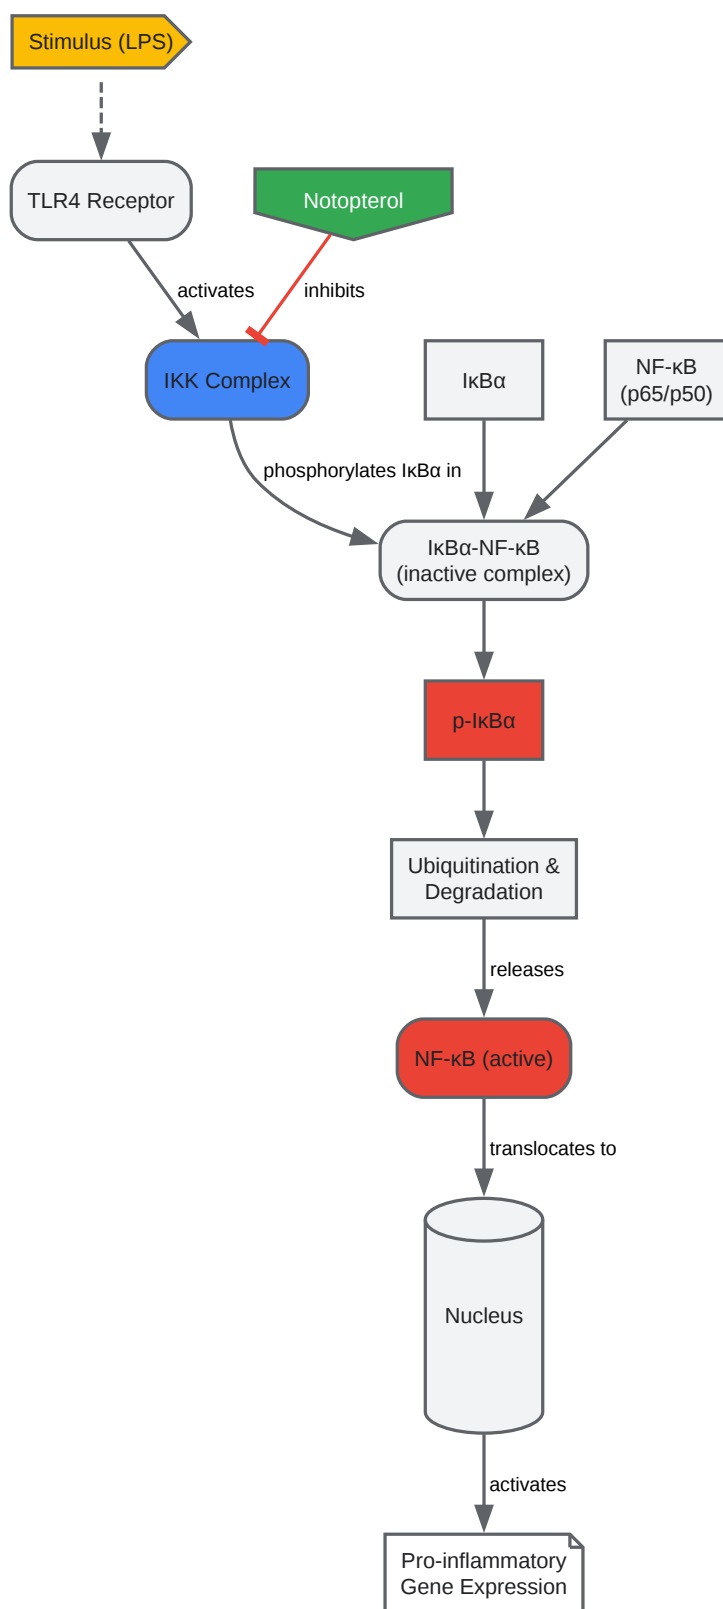 Stimulus (LPS)
TLR4 Receptor
Notopterol
activates
inhibits
IKK Complex
IκBα
NF-κB
(p65/p50)
phosphorylates IκBα in
IκBα-NF-κB
(inactive complex)
p-IκBα
Ubiquitination &
Degradation
releases
NF-κB (active)
translocates to
Nucleus
activates
Pro-inflammatory
Gene Expression